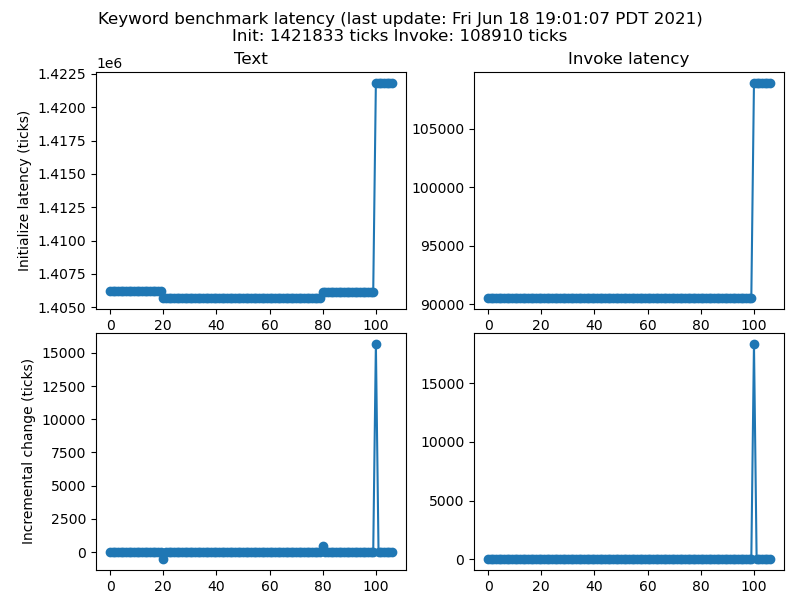 Keyword benchmark latency (last update: Fri Jun 18 19:01:07 PDT 2021)
Init: 1421833 ticks Invoke: 108910 ticks
Text
1e6
Initialize latency (ticks)
1.4225
1.4200
1.4175
1.4150
1.4125
1.4100
1.4075
1.4050
0 20 40 60 80 100
Invoke latency
105000
100000
95000
90000
0 20 40 60 80 100
Incremental change (ticks)
15000
12500
10000
7500
5000
2500
0
0 20 40 60 80 100
15000
10000
5000
0
0 20 40 60 80 100